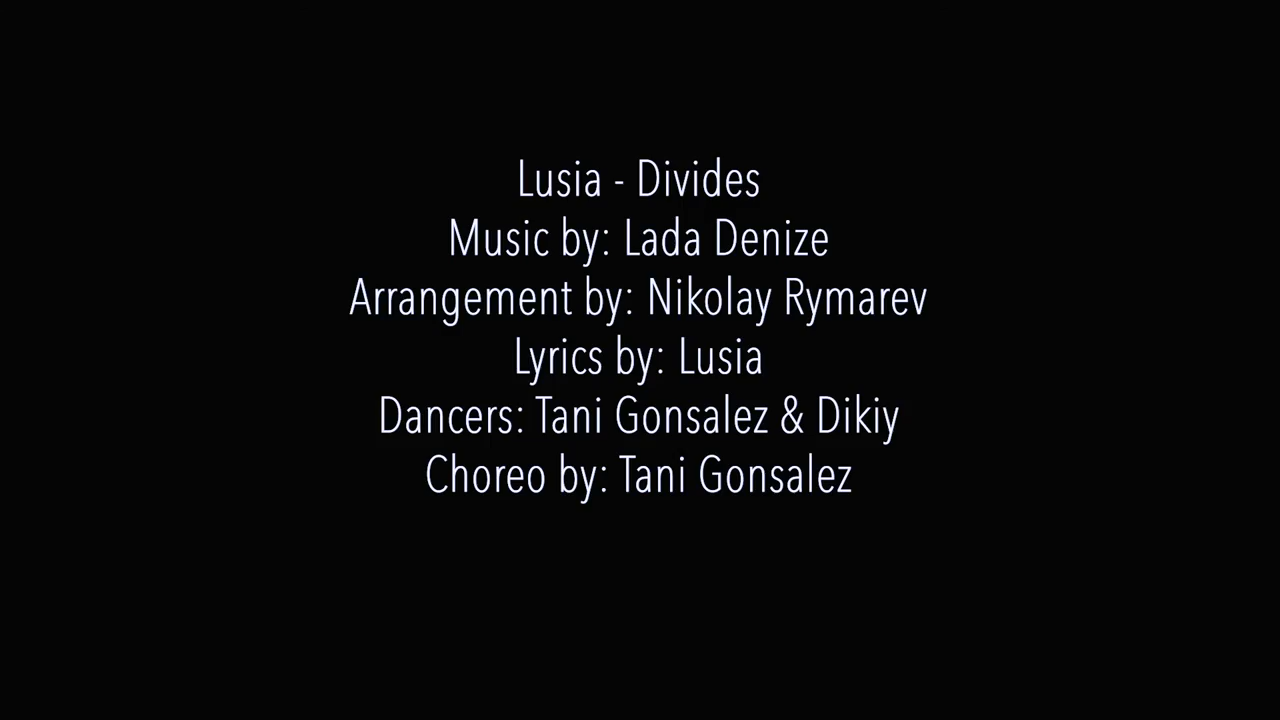 Lusia - Divides
Music by: Lada Denize
Arrangement by: Nikolay Rymarev
Lyrics by: Lusia
Dancers: Tani Gonsalez & Dikiy
Choreo by: Tani Gonsalez